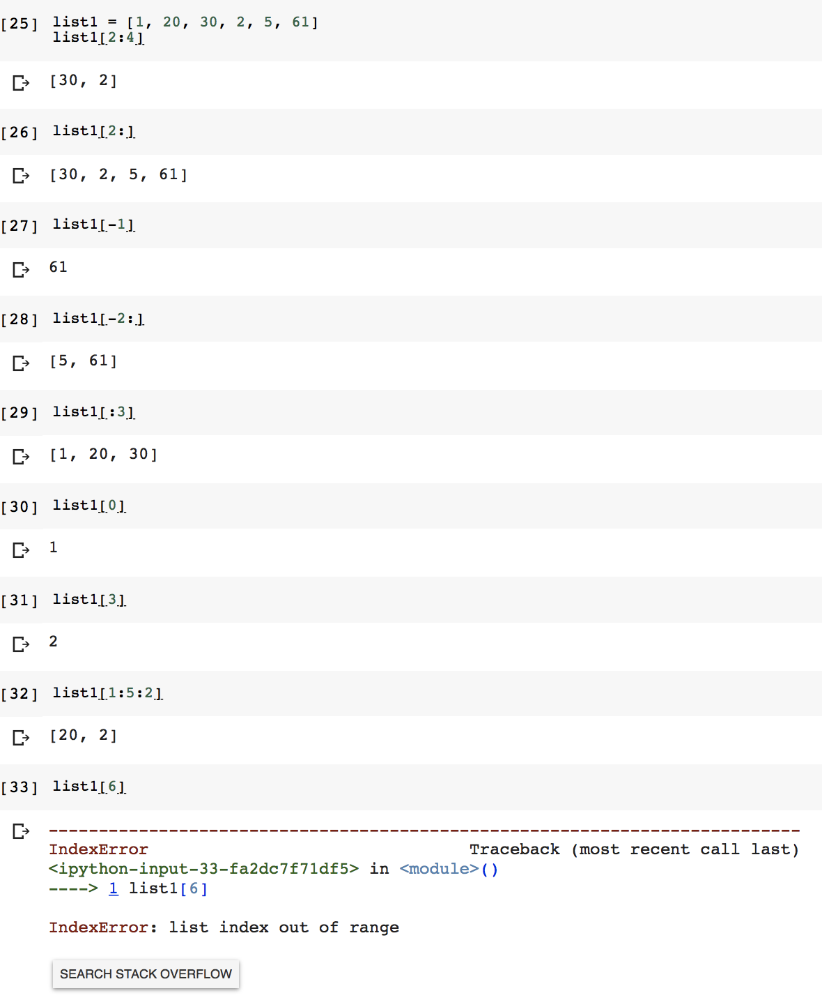 [25] list1 = [1, 20, 30, 2, 5, 61]
list1[2:4]
[30, 2]
[26] list1[2:]
[30, 2, 5, 61]
[27] list1[-1]
61
[28] list1[-2:]
[5, 61]
[29] list1[:3]
[1, 20, 30]
[30] list1[0]
1
[31] list1[3]
2
[32] list1[1:5:2]
[20, 2]
[33] list1[6]
---------------------------------------------------------------------------
IndexError                                Traceback (most recent call last)
<ipython-input-33-fa2dc7f71df5> in <module>()
----> 1 list1[6]
IndexError: list index out of range
SEARCH STACK OVERFLOW